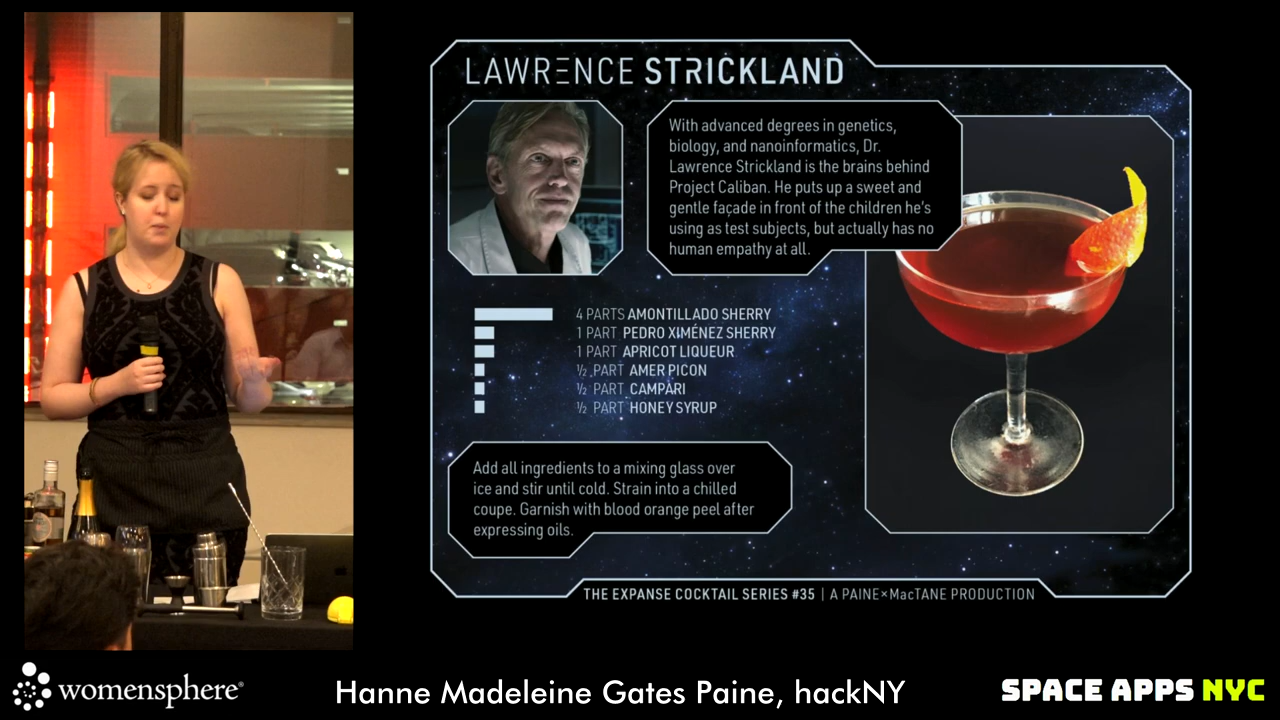 LAWRENCE STRICKLAND
With advanced degrees in genetics,
biology, and nanoinformatics, Dr.
Lawrence Strickland is the brains behind
Project Caliban. He puts up a sweet and
gentle façade in front of the children he's
using as test subjects, but actually has no
human empathy at all.
4 PARTS AMONTILLADO SHERRY
1 PART PEDRO XIMÉNEZ SHERRY
1 PART APRICOT LIQUEUR
½ PART AMER PICON
½ PART CAMPARI
½ PART HONEY SYRUP
Add all ingredients to a mixing glass over
ice and stir until cold. Strain into a chilled
coupe. Garnish with blood orange peel after
expressing oils.
THE EXPANSE COCKTAIL SERIES #35 | A PAINE×MacTANE PRODUCTION
womensphere®
Hanne Madeleine Gates Paine, hackNY
SPACE APPS NYC